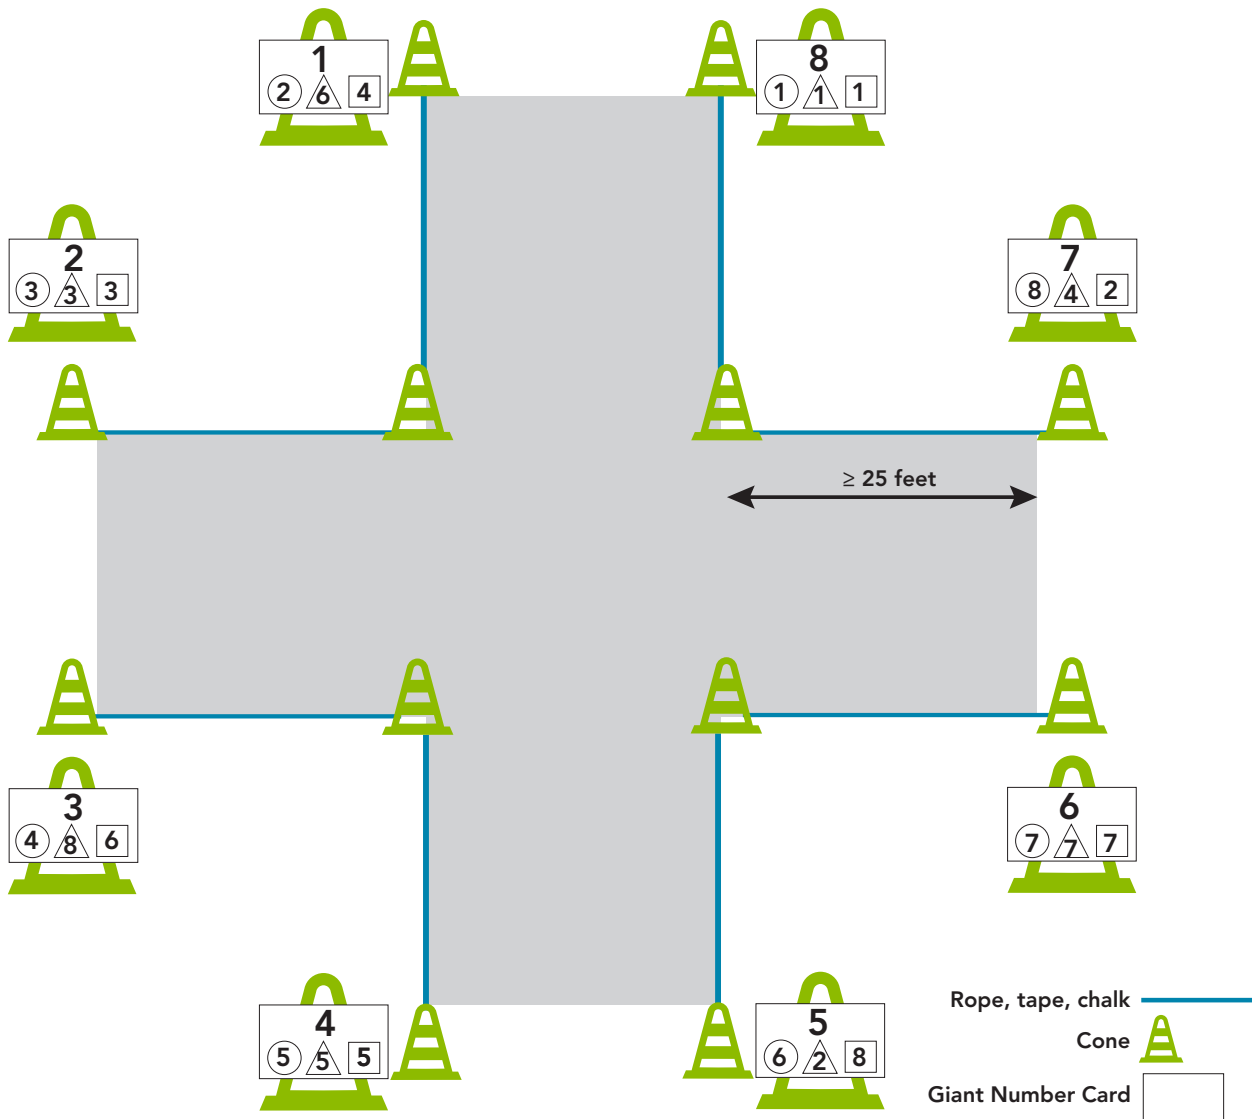 1
2 6 4
8
1 1 1
2
3 3 3
7
8 4 2
≥ 25 feet
3
4 8 6
6
7 7 7
4
5 5 5
5
6 2 8
Rope, tape, chalk
Cone
Giant Number Card